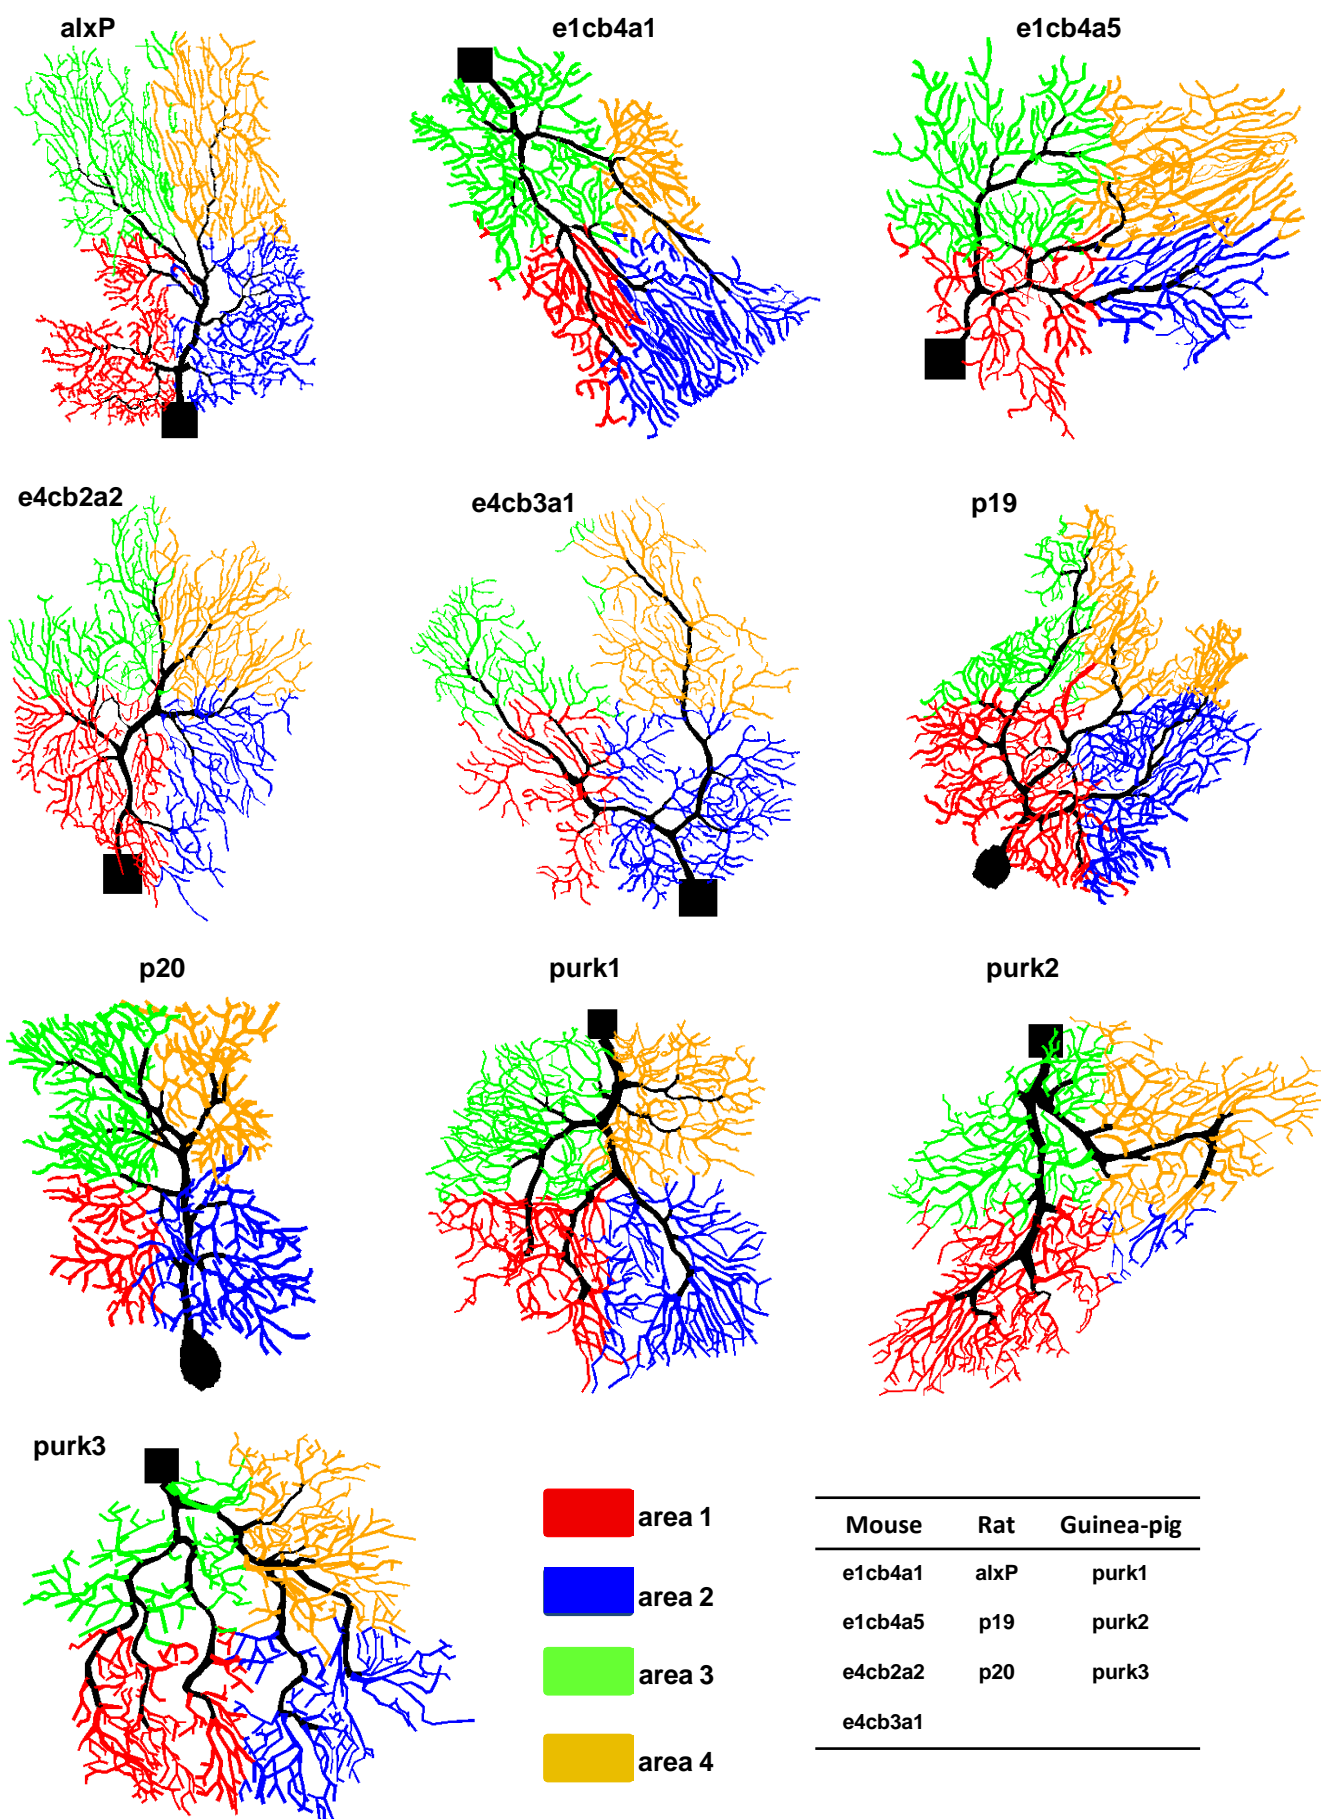 alxP
e1cb4a1
e1cb4a5
e4cb2a2
e4cb3a1
p19
p20
purk1
purk2
purk3
area 1
area 2
area 3
area 4
Mouse Rat Guinea-pig
e1cb4a1 alxP purk1
e1cb4a5 p19 purk2
e4cb2a2 p20 purk3
e4cb3a1